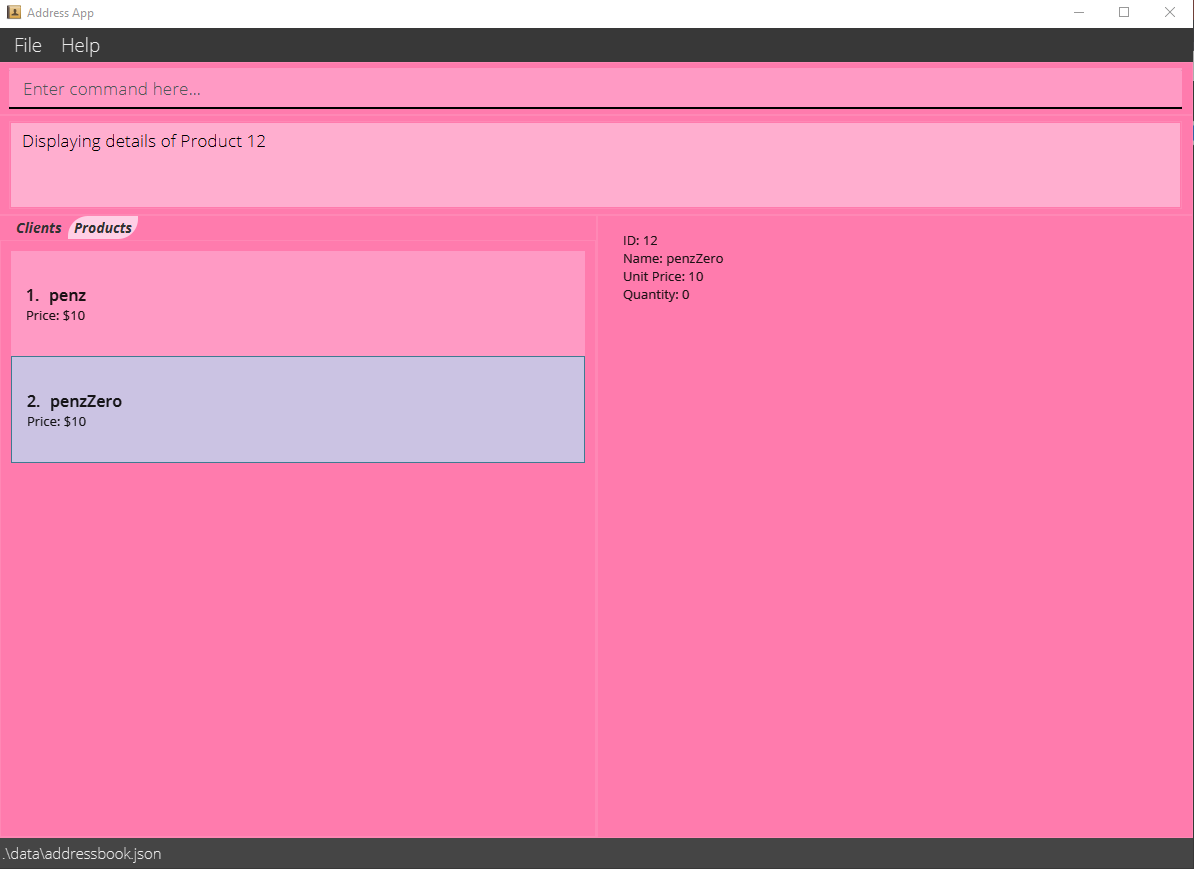 Address App
File Help
Enter command here...
Displaying details of Product 12
Clients Products
1. penz
Price: $10
2. penzZero
Price: $10
ID: 12
Name: penzZero
Unit Price: 10
Quantity: 0
.\data\addressbook.json